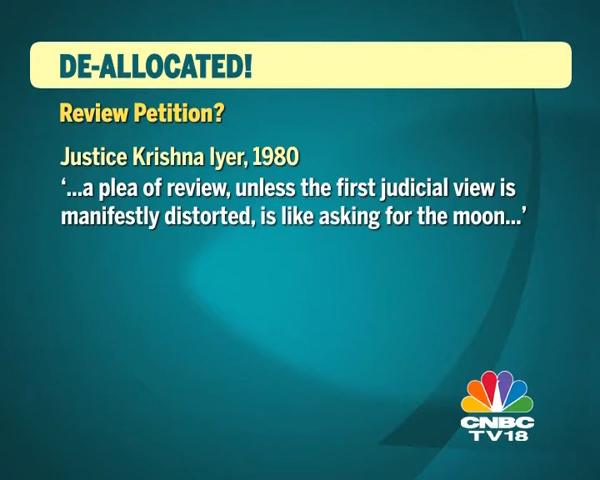 DE-ALLOCATED!
Review Petition?
Justice Krishna Iyer, 1980
‘...a plea of review, unless the first judicial view is
manifestly distorted, is like asking for the moon...’
CNBC
TV18